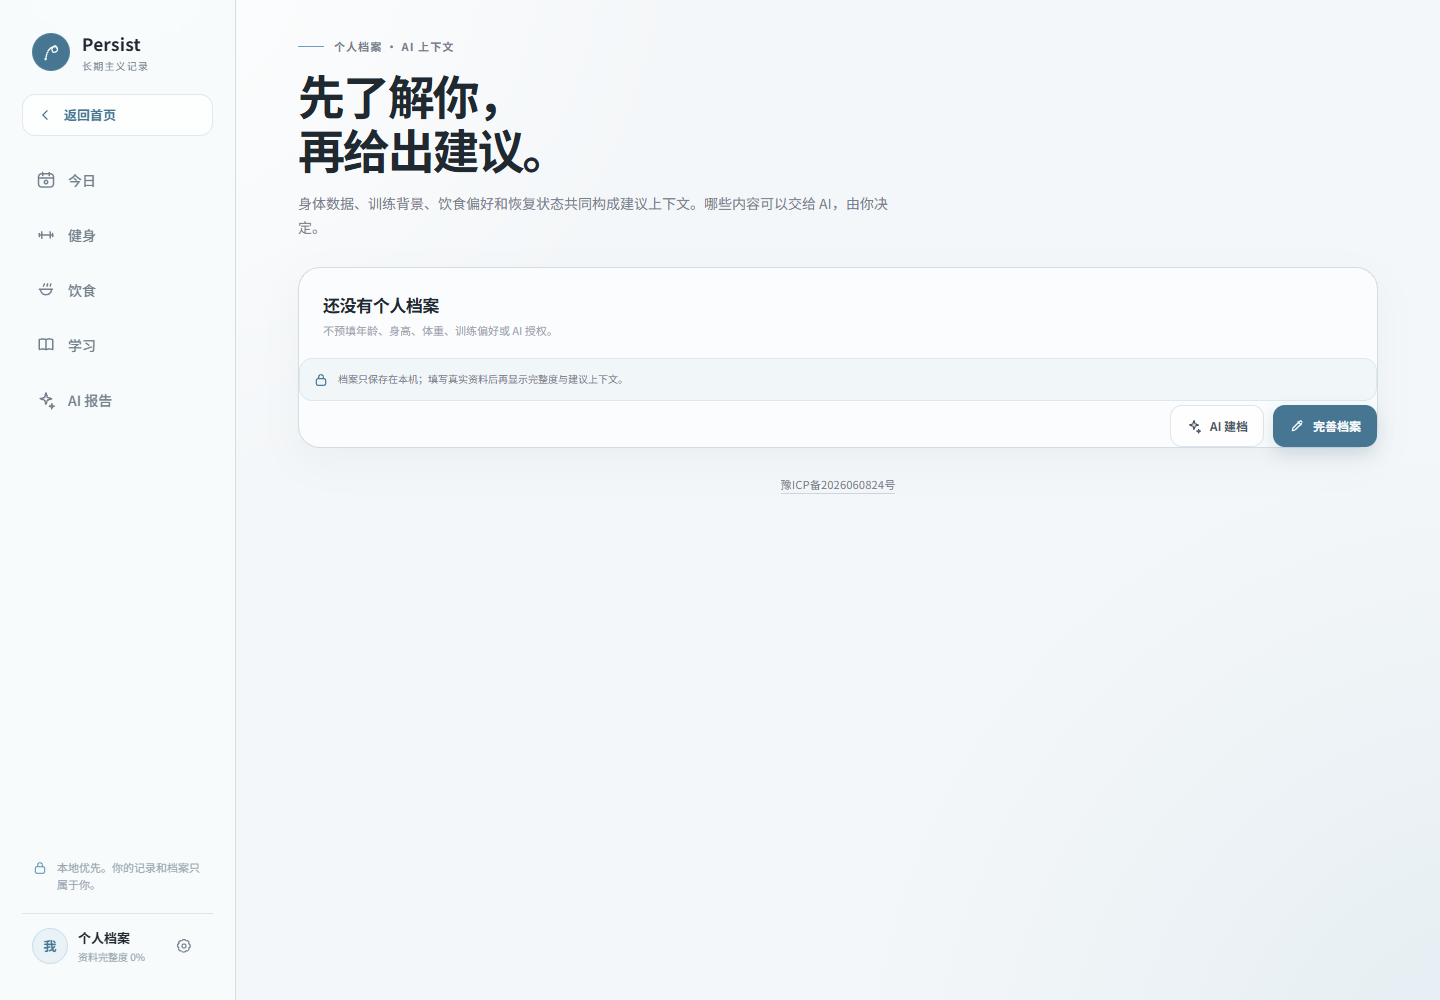 Persist
长期主义记录
返回首页
今日
健身
饮食
学习
AI 报告
本地优先。你的记录和档案只
属于你。
我
个人档案
资料完整度 0%
个人档案 · AI 上下文
先了解你，
再给出建议。
身体数据、训练背景、饮食偏好和恢复状态共同构成建议上下文。哪些内容可以交给 AI，由你决
定。
还没有个人档案
不预填年龄、身高、体重、训练偏好或 AI 授权。
档案只保存在本机；填写真实资料后再显示完整度与建议上下文。
AI 建档
完善档案
豫ICP备2026060824号